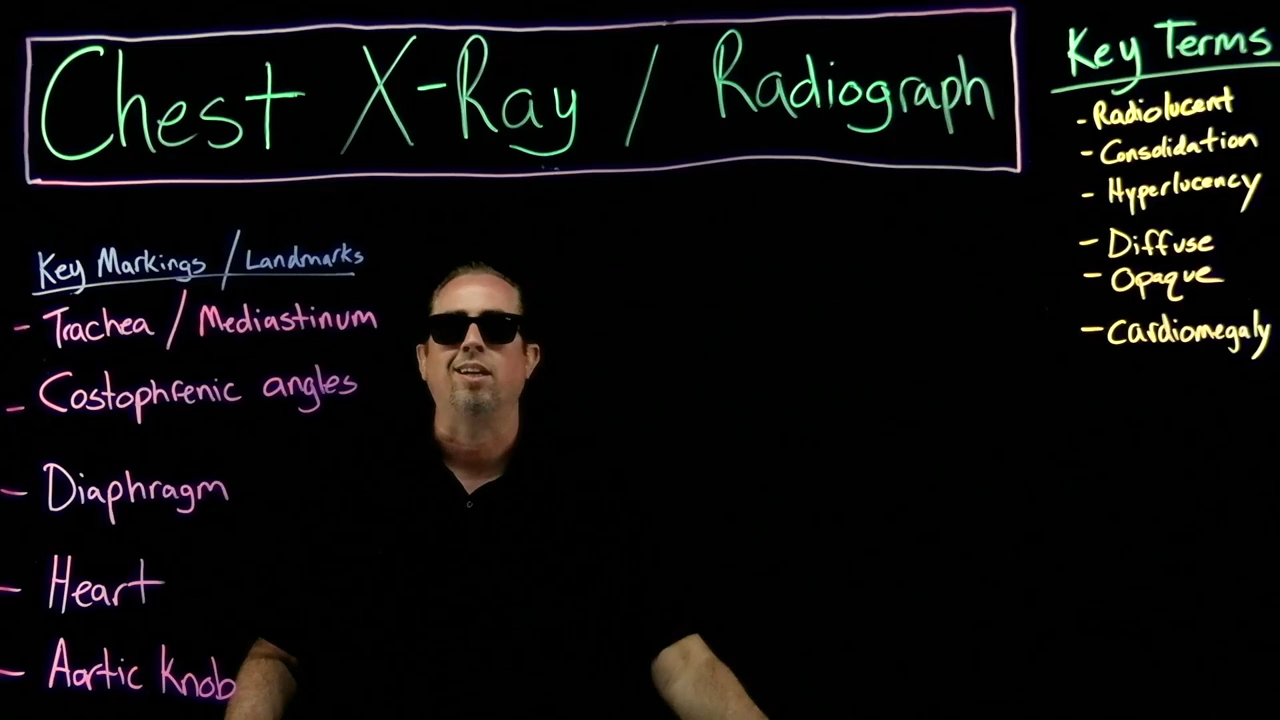 Chest X-Ray / Radiograph
Key Markings / Landmarks
- Trachea / Mediastinum
- Costophrenic angles
- Diaphragm
- Heart
- Aortic Knob
Key Terms
- Radiolucent
- Consolidation
- Hyperlucency
- Diffuse
- Opaque
- Cardiomegaly